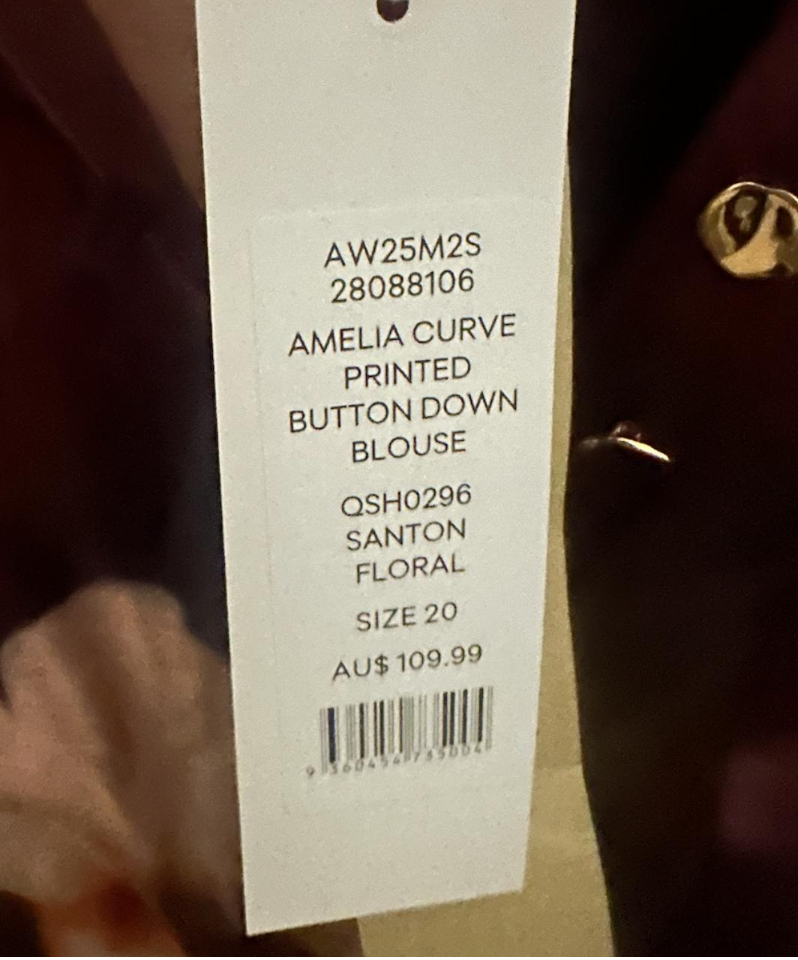 AW25M2S
28088106
AMELIA CURVE
PRINTED
BUTTON DOWN
BLOUSE
QSH0296
SANTON
FLORAL
SIZE 20
AU$ 109.99